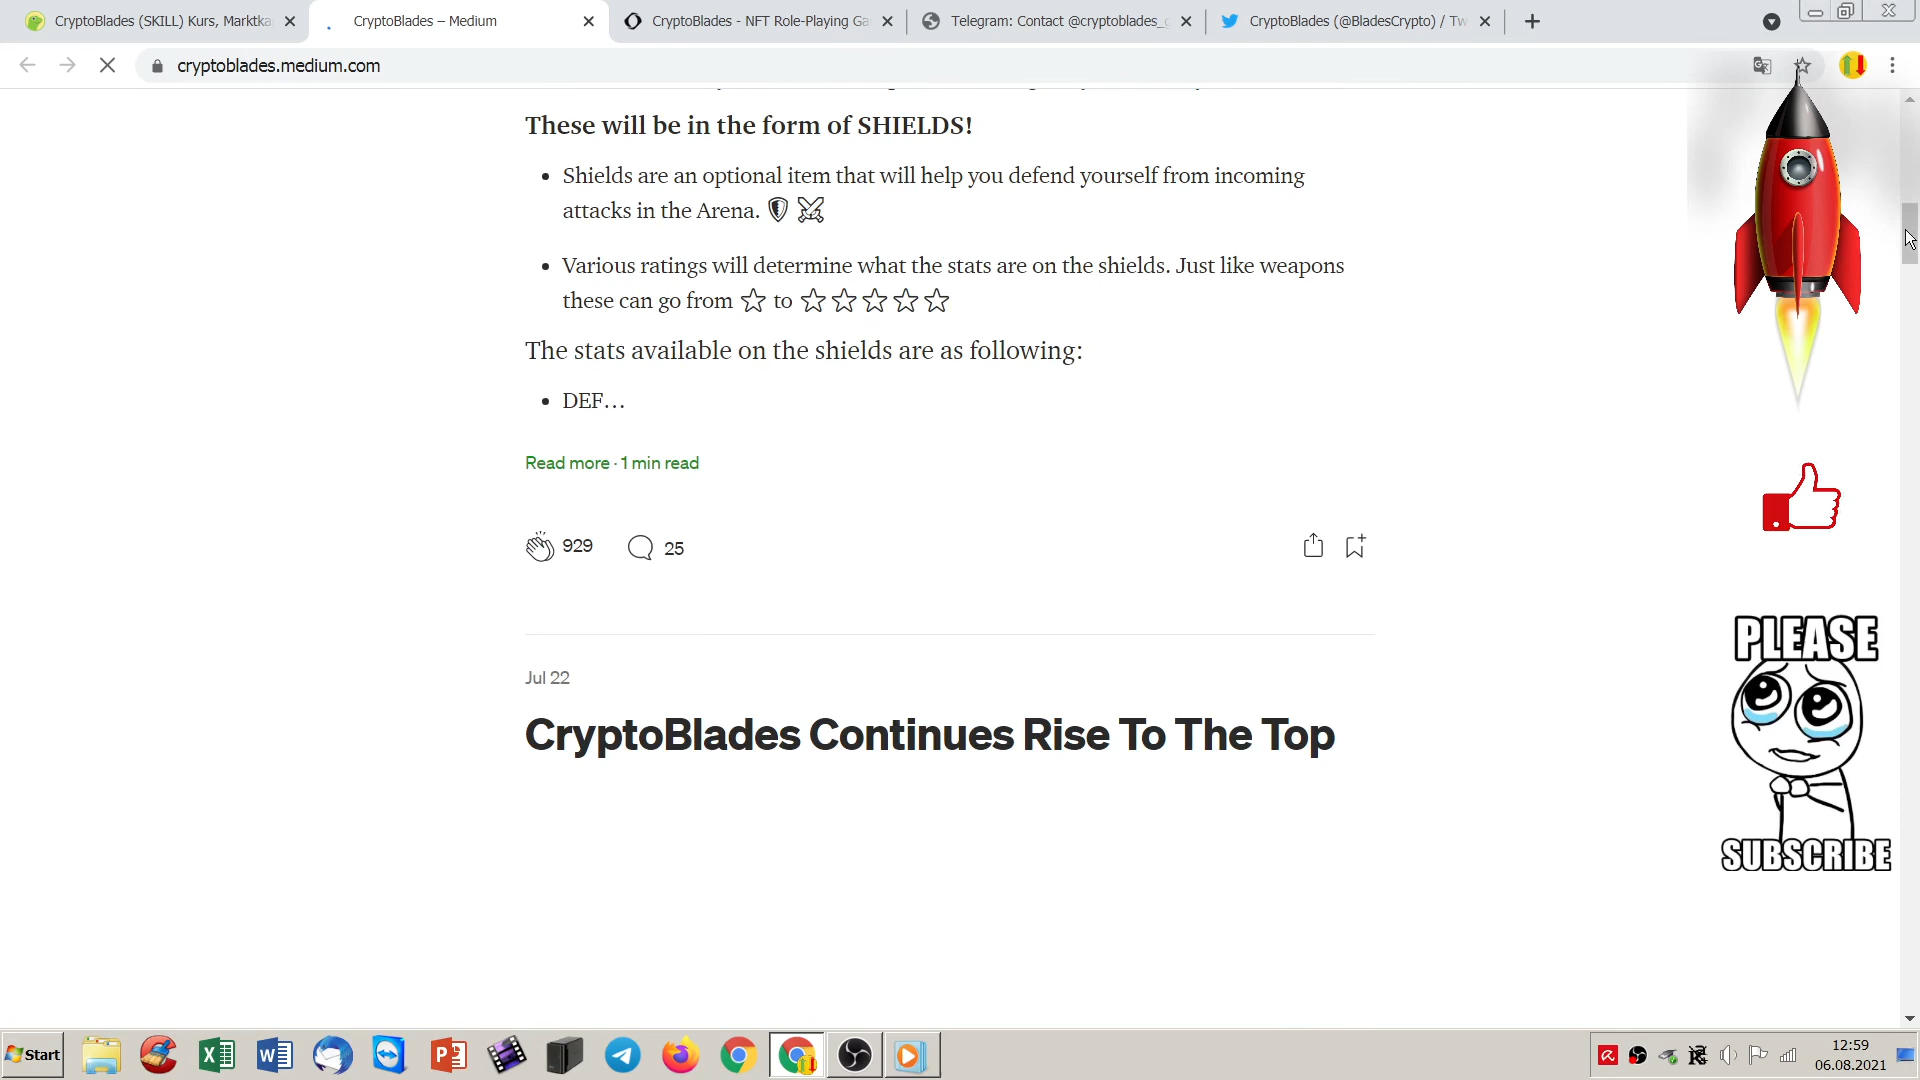 CryptoBlades (SKILL) Kurs, Marktka
CryptoBlades – Medium
CryptoBlades - NFT Role-Playing Ga
Telegram: Contact @cryptoblades_
CryptoBlades (@BladesCrypto) / Tw
cryptoblades.medium.com
These will be in the form of SHIELDS!
Shields are an optional item that will help you defend yourself from incoming
attacks in the Arena.
Various ratings will determine what the stats are on the shields. Just like weapons
these can go from ☆ to ☆☆☆☆☆
The stats available on the shields are as following:
DEF…
Read more · 1 min read
929
25
Jul 22
CryptoBlades Continues Rise To The Top
PLEASE
SUBSCRIBE
Start
12:59
06.08.2021